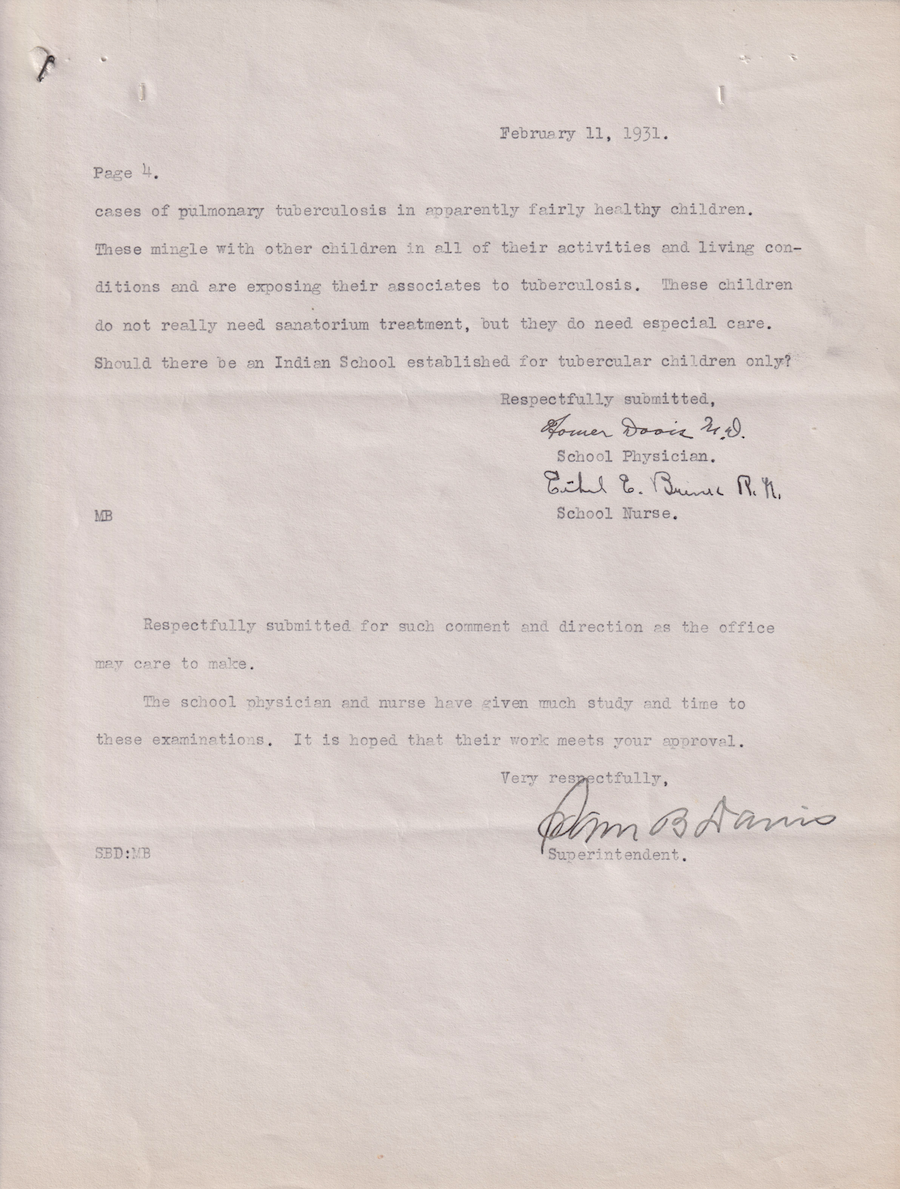 February 11, 1931.
Page 4.
cases of pulmonary tuberculosis in apparently fairly healthy children.
These mingle with other children in all of their activities and living con-
ditions and are exposing their associates to tuberculosis. These children
do not really need sanatorium treatment, but they do need especial care.
Should there be an Indian School established for tubercular children only?
Respectfully submitted,
Homer Davis M.D.
School Physician.
Ethel E. R.N.
School Nurse.
MB
Respectfully submitted for such comment and direction as the office
may care to make.
The school physician and nurse have given much study and time to
these examinations. It is hoped that their work meets your approval.
Very respectfully,
B Davis
Superintendent.
SBD:MB